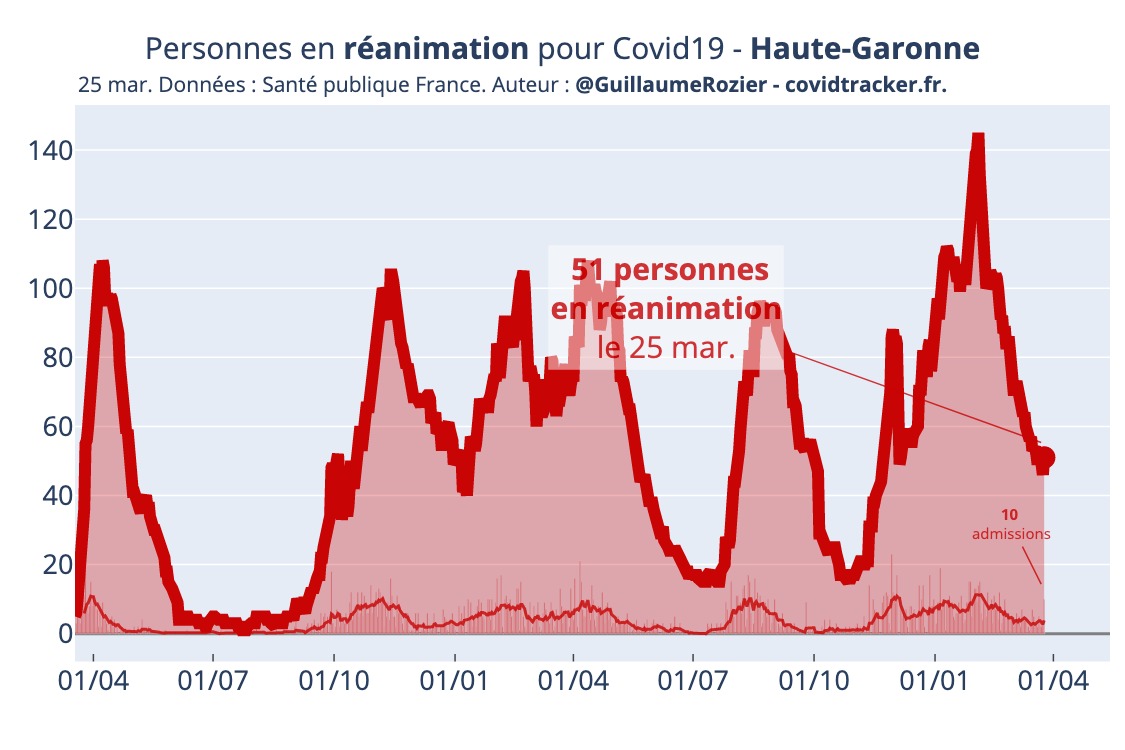 Personnes en réanimation pour Covid19 - Haute-Garonne
25 mar. Données : Santé publique France. Auteur : @GuillaumeRozier - covidtracker.fr.
140
120
100
80
60
40
20
0
51 personnes
en réanimation
le 25 mar.
10
admissions
01/04 01/07 01/10 01/01 01/04 01/07 01/10 01/01 01/04